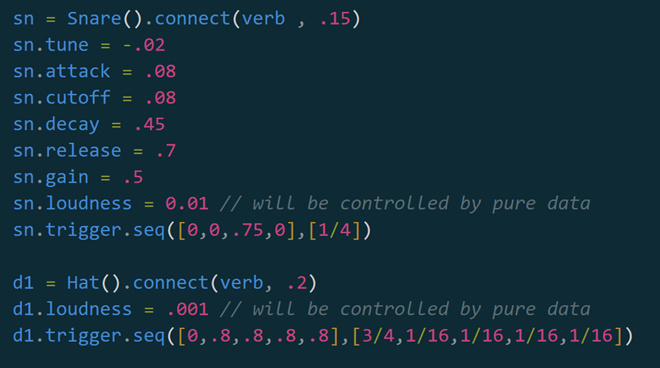 sn = Snare().connect(verb , .15)
sn.tune = -.02
sn.attack = .08
sn.cutoff = .08
sn.decay = .45
sn.release = .7
sn.gain = .5
sn.loudness = 0.01 // will be controlled by pure data
sn.trigger.seq([0,0,.75,0],[1/4])
d1 = Hat().connect(verb, .2)
d1.loudness = .001 // will be controlled by pure data
d1.trigger.seq([0,.8,.8,.8,.8],[3/4,1/16,1/16,1/16,1/16])